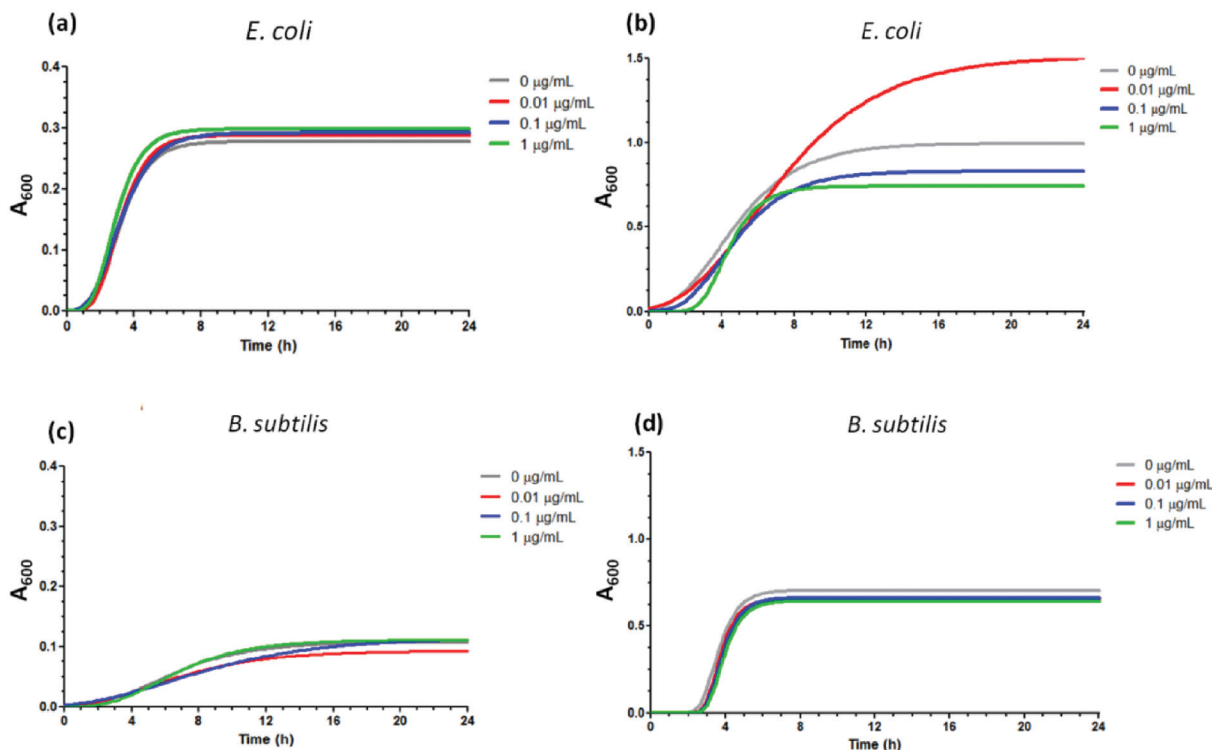 (a)
E. coli
A600
0.4
0.3
0.2
0.1
0.0
0 4 8 12 16 20 24
Time (h)
0 μg/mL
0.01 μg/mL
0.1 μg/mL
1 μg/mL
(b)
E. coli
A600
1.5
1.0
0.5
0.0
0 4 8 12 16 20 24
Time (h)
0 μg/mL
0.01 μg/mL
0.1 μg/mL
1 μg/mL
(c)
B. subtilis
A600
0.4
0.3
0.2
0.1
0.0
0 4 8 12 16 20 24
Time (h)
0 μg/mL
0.01 μg/mL
0.1 μg/mL
1 μg/mL
(d)
B. subtilis
A600
1.5
1.0
0.5
0.0
0 4 8 12 16 20 24
Time (h)
0 μg/mL
0.01 μg/mL
0.1 μg/mL
1 μg/mL